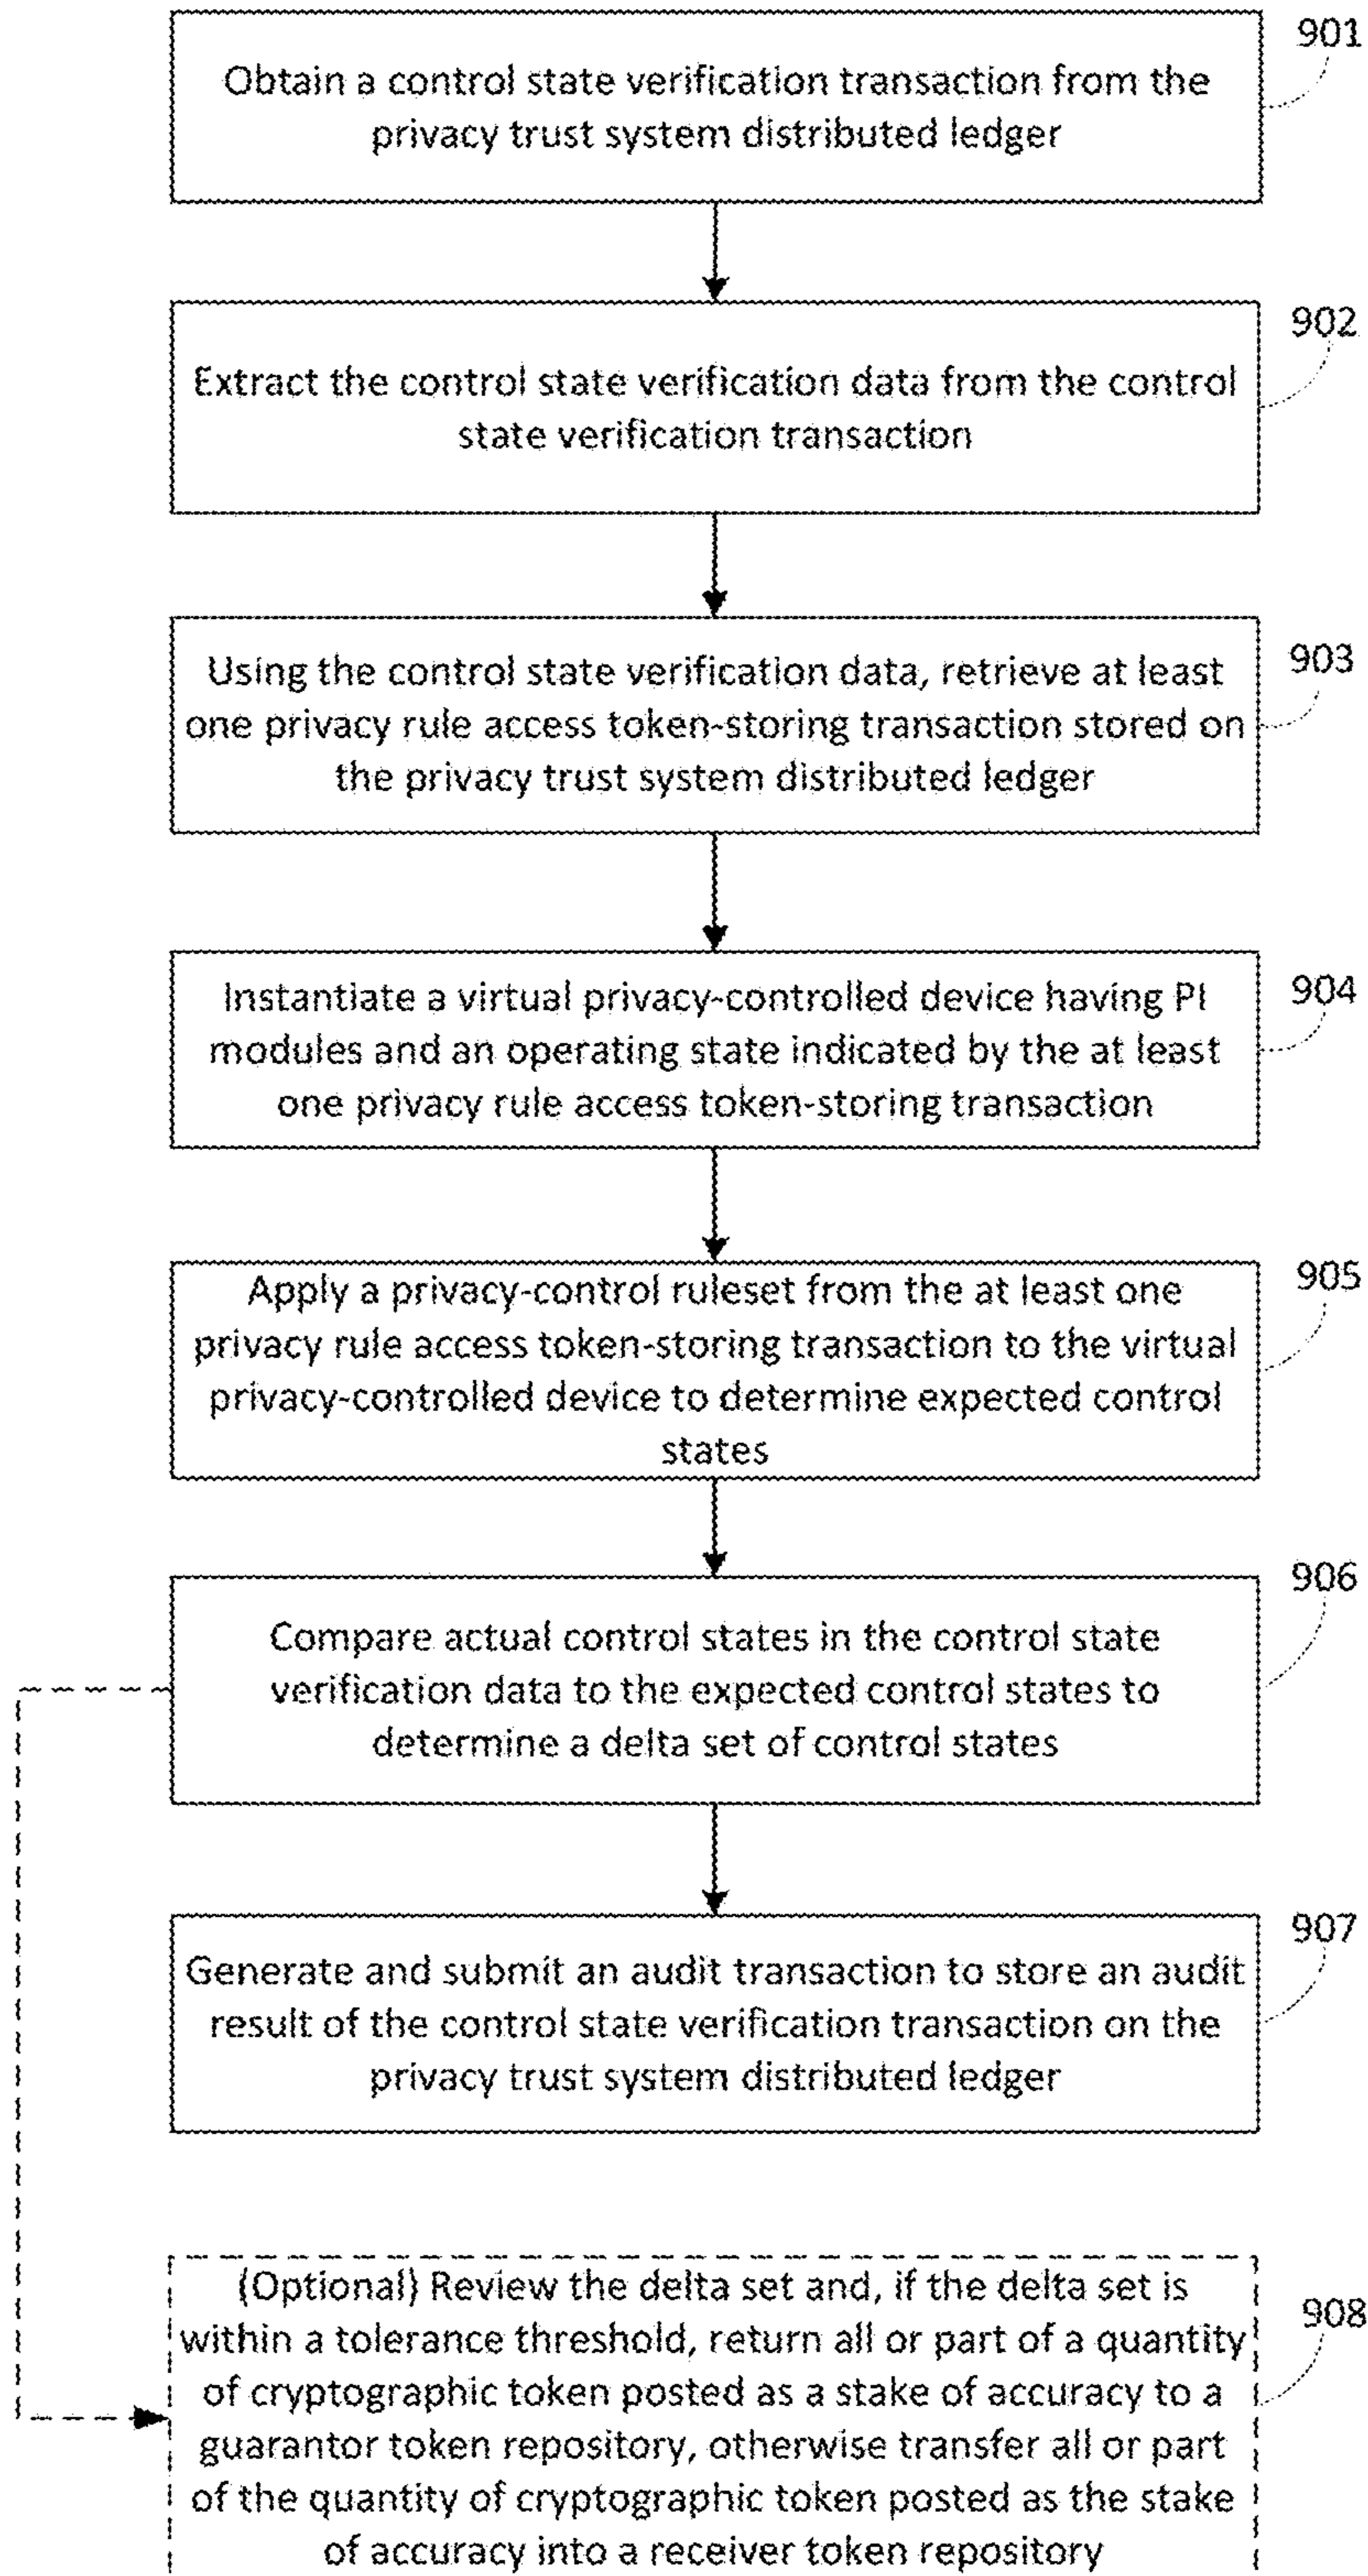 901
Obtain a control state verification transaction from the
privacy trust system distributed ledger
902
Extract the control state verification data from the control
state verification transaction
903
Using the control state verification data, retrieve at least
one privacy rule access token-storing transaction stored on
the privacy trust system distributed ledger
904
Instantiate a virtual privacy-controlled device having PI
modules and an operating state indicated by the at least
one privacy rule access token-storing transaction
905
Apply a privacy-control ruleset from the at least one
privacy rule access token-storing transaction to the virtual
privacy-controlled device to determine expected control
states
906
Compare actual control states in the control state
verification data to the expected control states to
determine a delta set of control states
907
Generate and submit an audit transaction to store an audit
result of the control state verification transaction on the
privacy trust system distributed ledger
908
(Optional) Review the delta set and, if the delta set is
within a tolerance threshold, return all or part of a quantity
of cryptographic token posted as a stake of accuracy to a
guarantor token repository, otherwise transfer all or part
of the quantity of cryptographic token posted as the stake
of accuracy into a receiver token repository